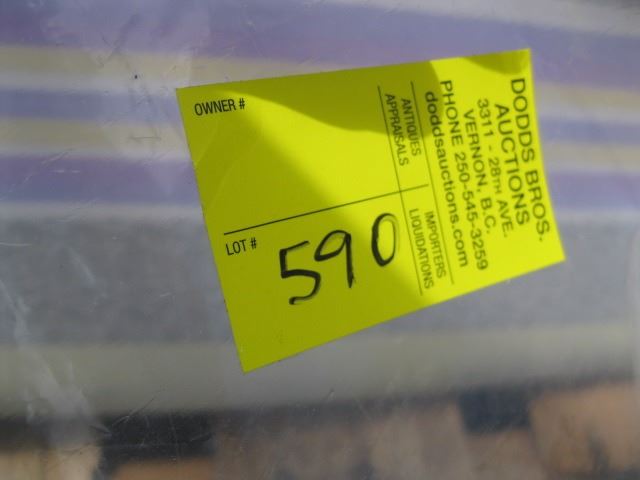 DODDS BROS.
AUCTIONS
3311 - 28TH AVE.
VERNON, B.C.
PHONE 250-545-3259
doddsauctions.com
ANTIQUES
APPRAISALS
IMPORTERS
LIQUIDATIONS
OWNER #
LOT #
590